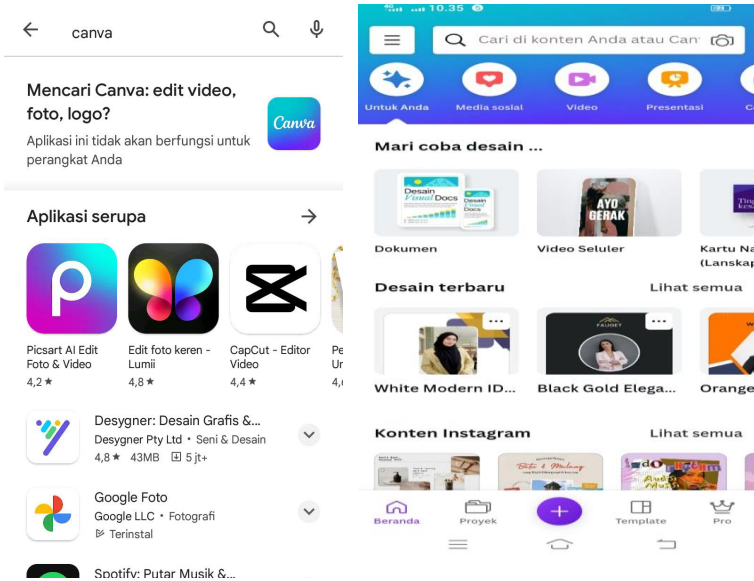 canva
Mencari Canva: edit video,
foto, logo?
Aplikasi ini tidak akan berfungsi untuk
perangkat Anda
Canva
Aplikasi serupa
Picsart AI Edit
Foto & Video
4,2 ★
Edit foto keren -
Lumii
4,8 ★
CapCut - Editor
Video
4,4 ★
Desygner: Desain Grafis &...
Desygner Pty Ltd • Seni & Desain
4,8 ★ 43MB 5 jt+
Google Foto
Google LLC • Fotografi
Terinstal
Spotify: Putar Musik &...
10.35
Cari di konten Anda atau Can
Untuk Anda
Media sosial
Video
Presentasi
Mari coba desain ...
Desain
Visual Docs
Desain
Visual Docs
AYO
GERAK
Dokumen
Video Seluler
Kartu Na
(Lanskap
Desain terbaru
Lihat semua
FAUGET
White Modern ID...
Black Gold Elega...
Orange
Konten Instagram
Lihat semua
Batu & Malang
Beranda
Proyek
Template
Pro